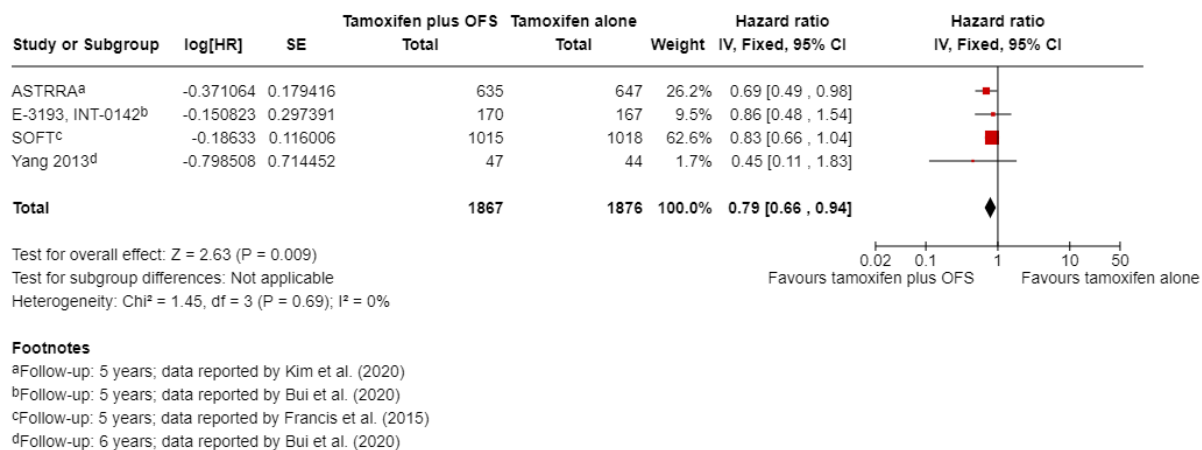 Tamoxifen plus OFS Tamoxifen alone Hazard ratio Hazard ratio
Study or Subgroup log[HR] SE Total Total Weight IV, Fixed, 95% CI IV, Fixed, 95% CI
ASTRRAa -0.371064 0.179416 635 647 26.2% 0.69 [0.49 , 0.98]
E-3193, INT-0142b -0.150823 0.297391 170 167 9.5% 0.86 [0.48 , 1.54]
SOFTc -0.18633 0.116006 1015 1018 62.6% 0.83 [0.66 , 1.04]
Yang 2013d -0.798508 0.714452 47 44 1.7% 0.45 [0.11 , 1.83]
Total 1867 1876 100.0% 0.79 [0.66 , 0.94]
Test for overall effect: Z = 2.63 (P = 0.009)
Test for subgroup differences: Not applicable
Heterogeneity: Chi² = 1.45, df = 3 (P = 0.69); I² = 0%
0.02 0.1 1 10 50
Favours tamoxifen plus OFS Favours tamoxifen alone
Footnotes
aFollow-up: 5 years; data reported by Kim et al. (2020)
bFollow-up: 5 years; data reported by Bui et al. (2020)
cFollow-up: 5 years; data reported by Francis et al. (2015)
dFollow-up: 6 years; data reported by Bui et al. (2020)